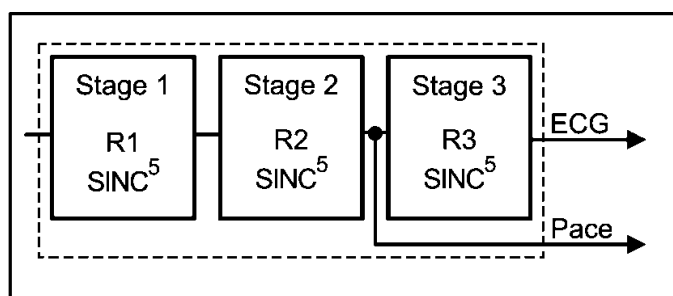 Stage 1
R1
SINC⁵
Stage 2
R2
SINC⁵
Stage 3
R3
SINC⁵
ECG
Pace